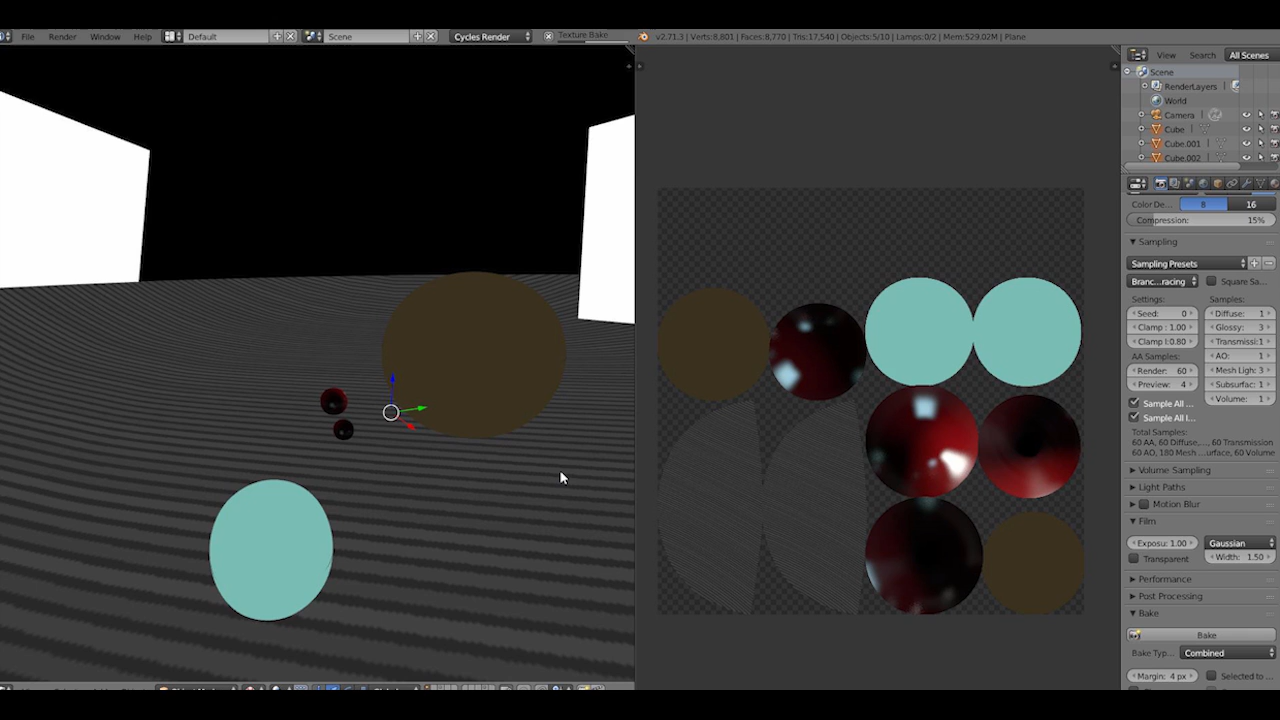 File Render Window Help Default Scene Cycles Render Texture Bake v2.71.3 | Verts:8,801 | Faces:8,770 | Tris:17,540 | Objects:5/10 | Lamps:0/2 | Mem:529.02M | Plane
View Search All Scenes
Scene
RenderLayers
World
Camera
Cube
Cube.001
Cube.002
Color De... 8 16
Compression: 15%
Sampling
Sampling Presets
Branc...racing Square Sa...
Settings: Samples:
Seed: 0 Diffuse: 1
Clamp : 1.00 Glossy: 3
Clamp I:0.80 Transmissi:1
AA Samples: AO: 1
Render: 60 Mesh Ligh: 3
Preview: 4 Subsurfac: 1
Sample All ... Volume: 1
Sample All I...
Total Samples:
60 AA, 60 Diffuse,..., 60 Transmission
60 AO, 180 Mesh ...urface, 60 Volume
Volume Sampling
Light Paths
Motion Blur
Film
Exposu: 1.00 Gaussian
Transparent Width: 1.50
Performance
Post Processing
Bake
Bake
Bake Typ... Combined
Margin: 4 px Selected to ...